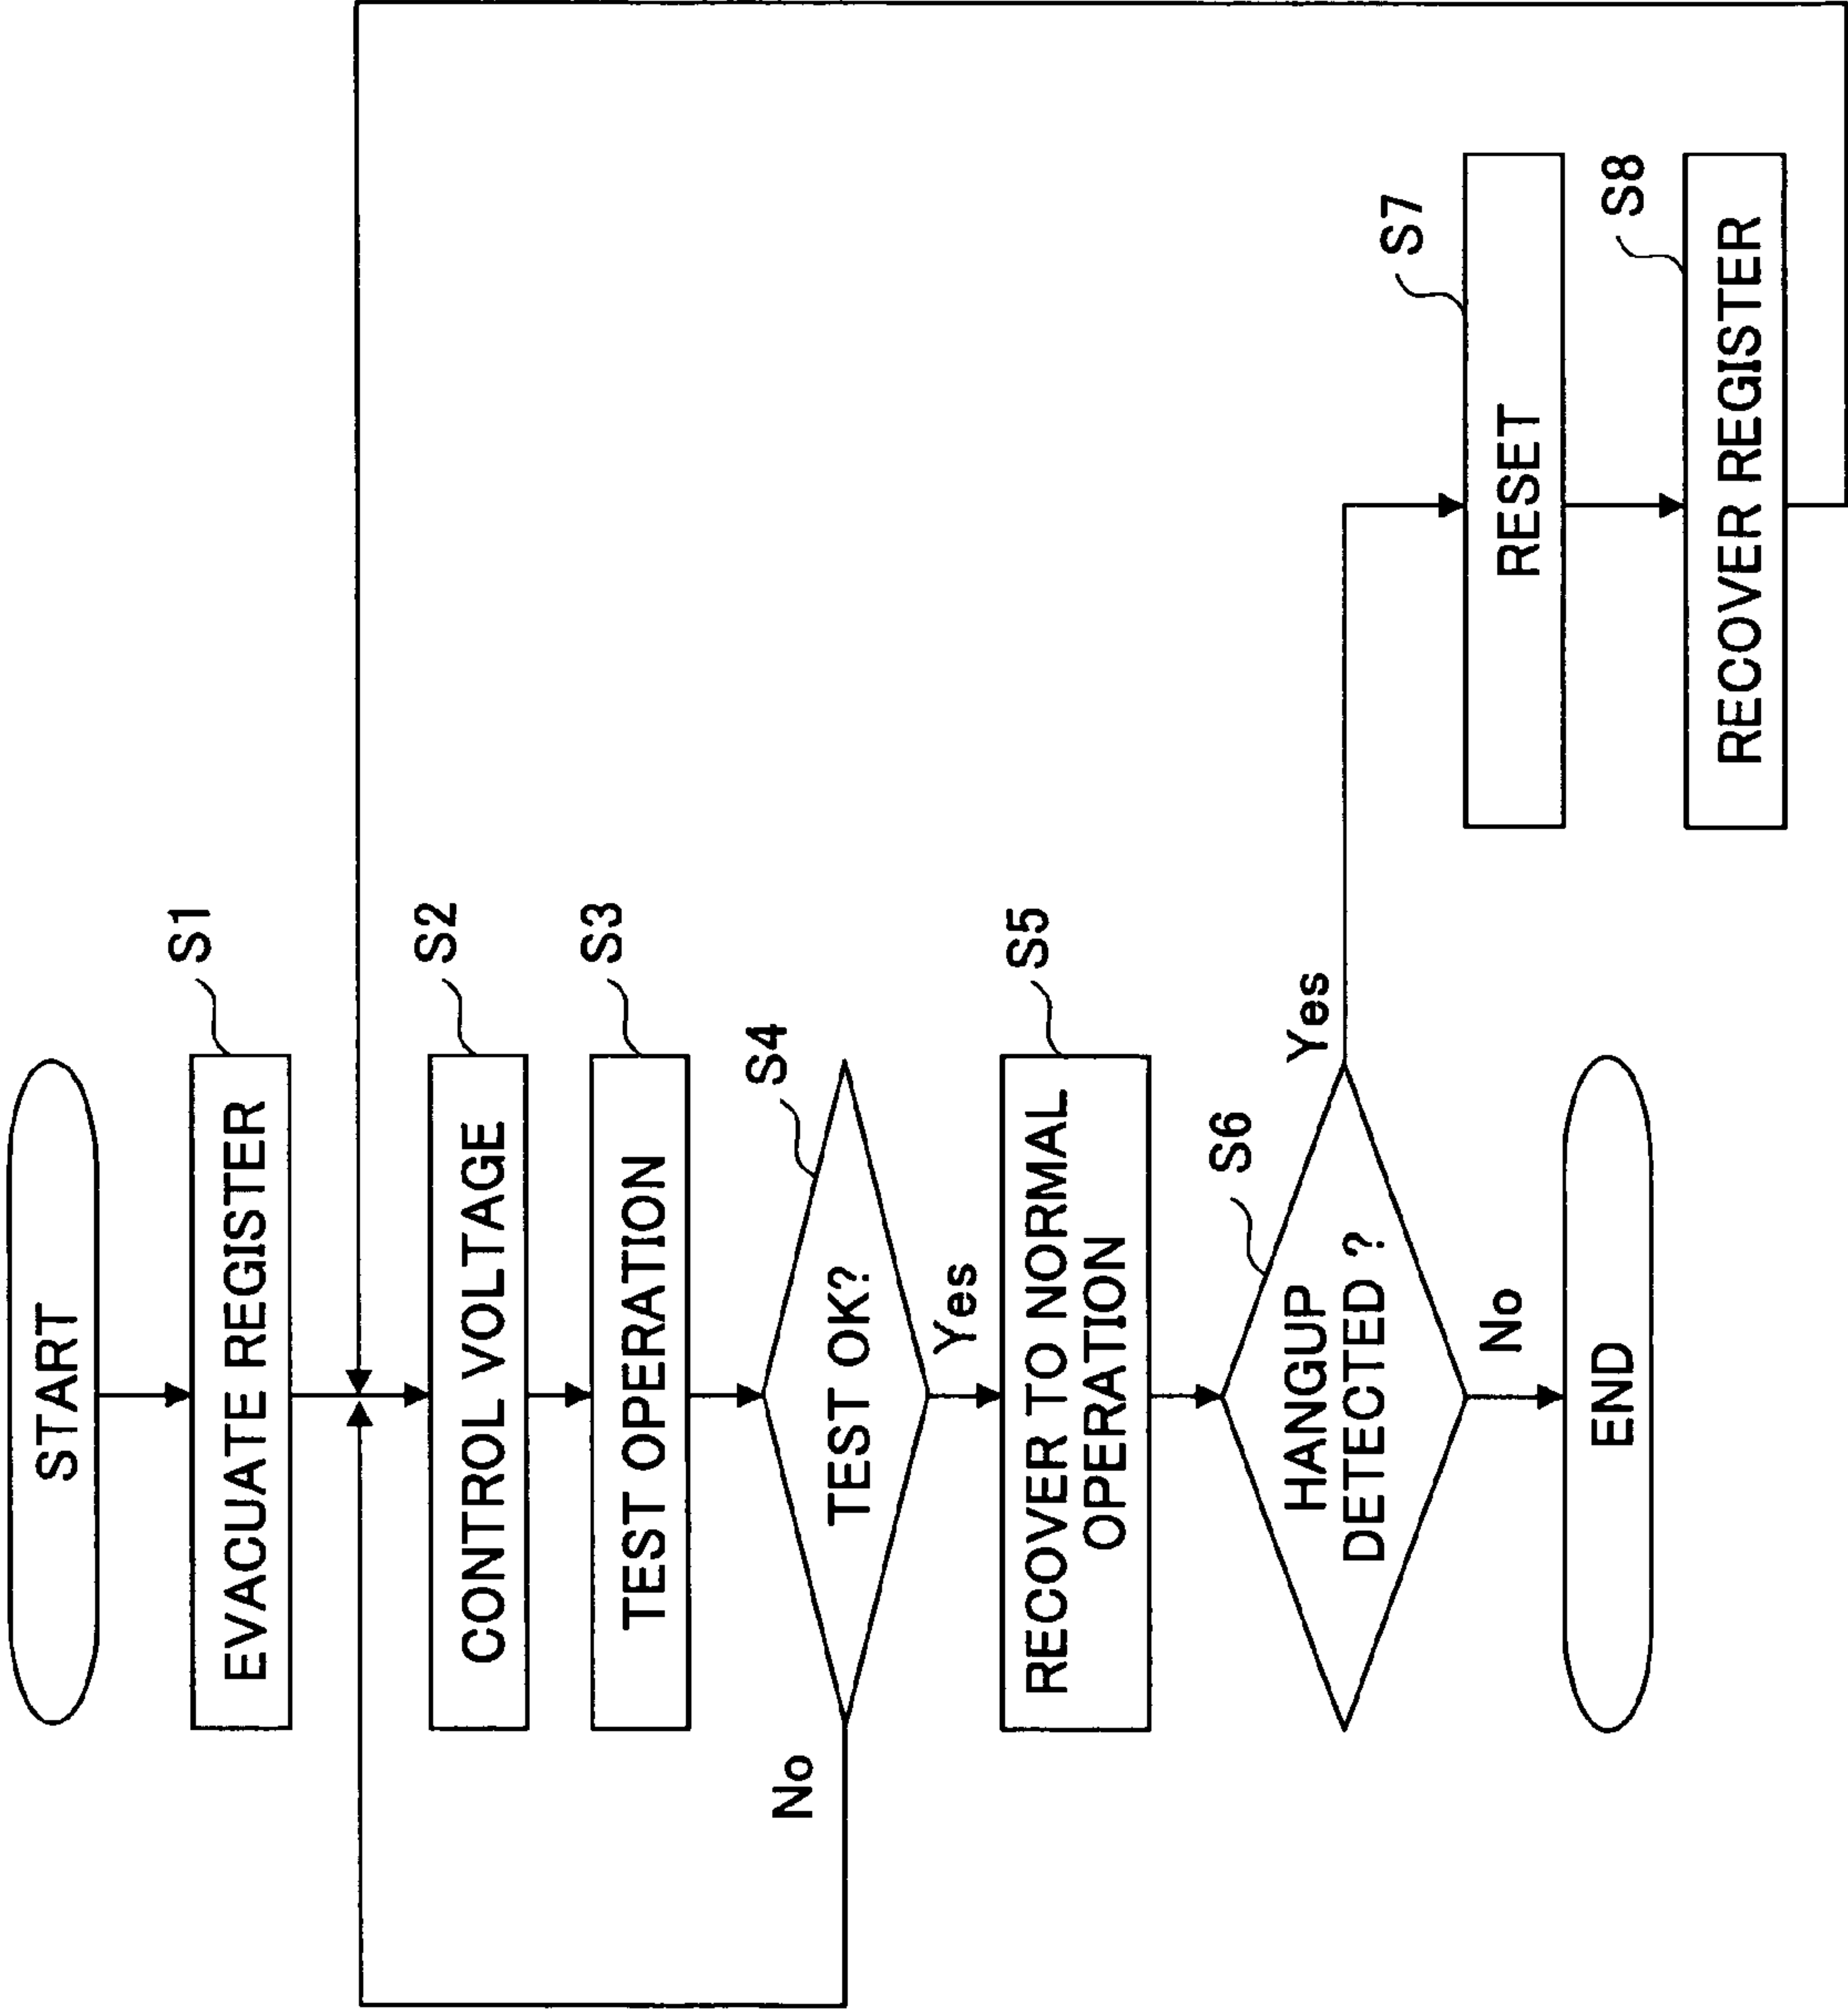 START
S1
EVACUATE REGISTER
S2
CONTROL VOLTAGE
S3
TEST OPERATION
S4
TEST OK?
No
Yes
S5
RECOVER TO NORMAL
OPERATION
S6
HANGUP
DETECTED ?
Yes
No
S7
RESET
S8
RECOVER REGISTER
END